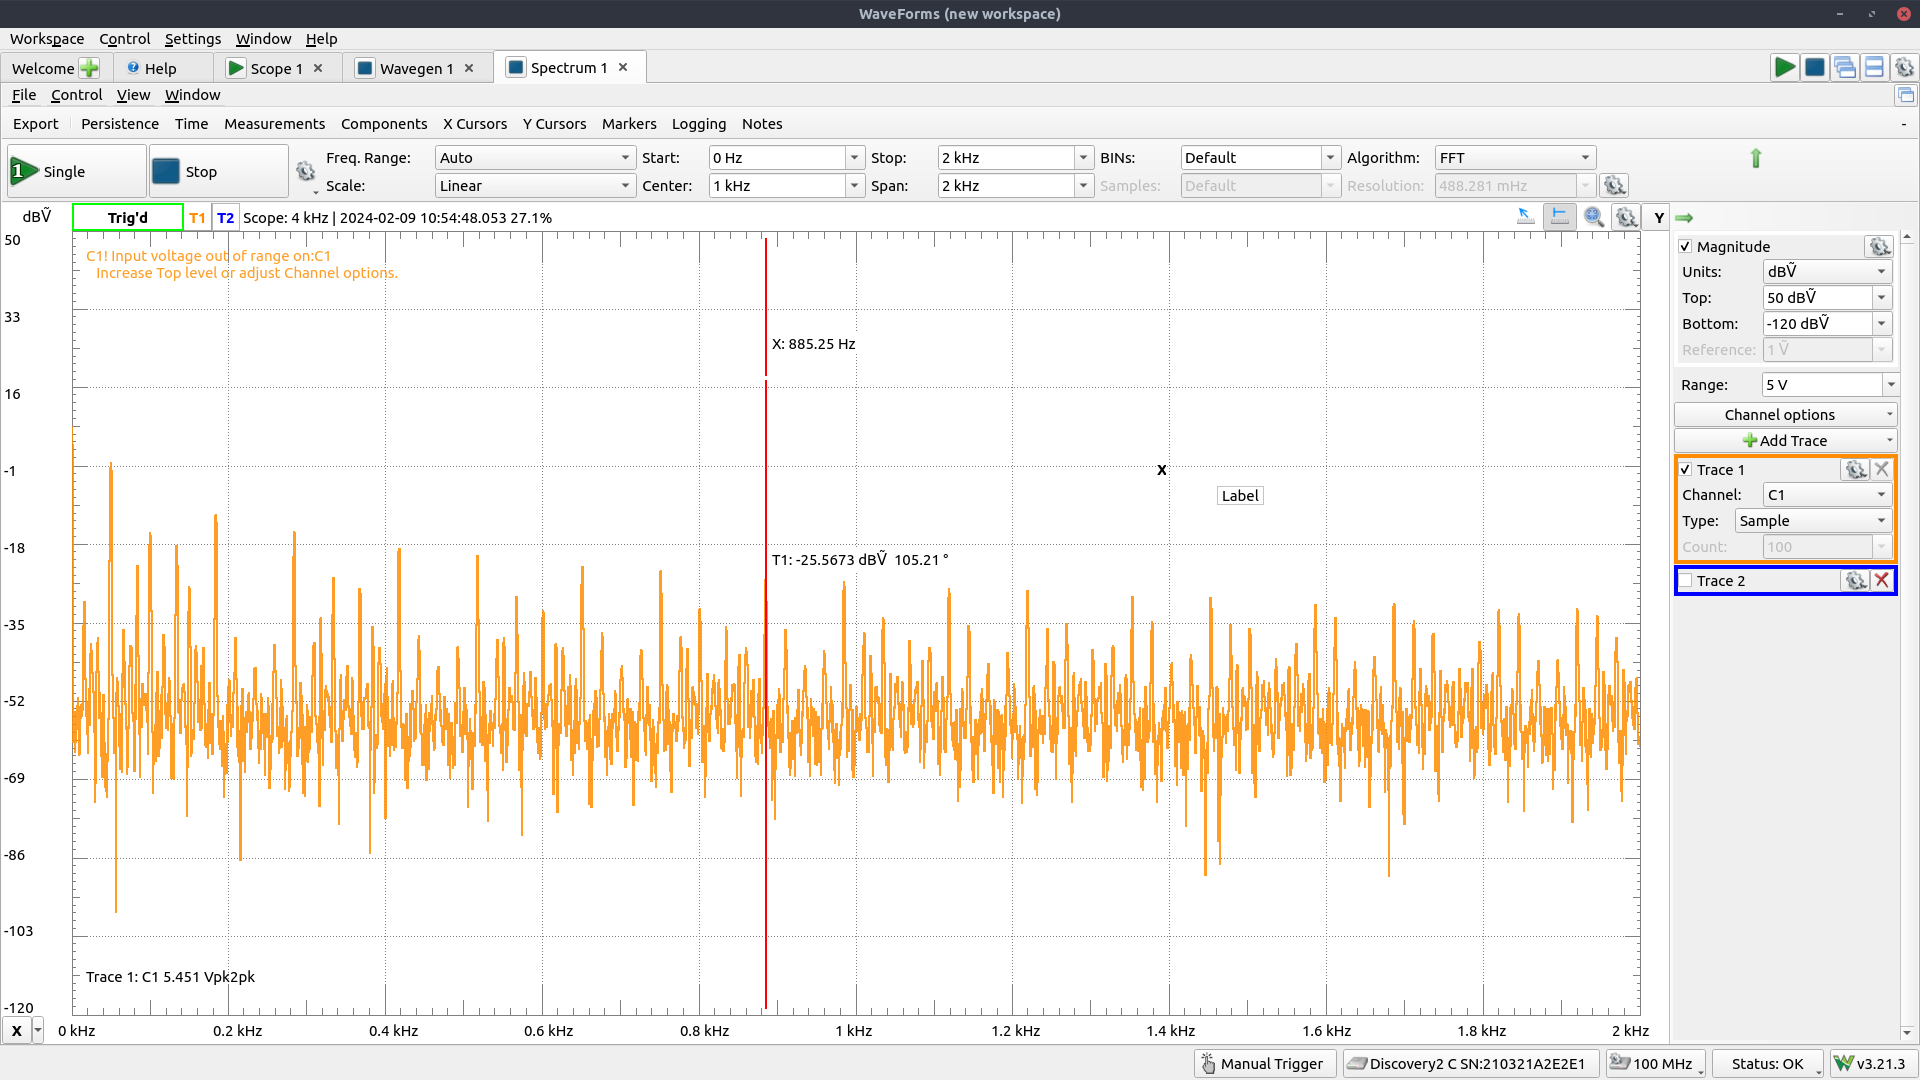 WaveForms (new workspace)
Workspace Control Settings Window Help
Welcome Help Scope 1 Wavegen 1 Spectrum 1
File Control View Window
Export Persistence Time Measurements Components X Cursors Y Cursors Markers Logging Notes
1 Single Stop Freq. Range: Auto Start: 0 Hz Stop: 2 kHz BINs: Default Algorithm: FFT
Scale: Linear Center: 1 kHz Span: 2 kHz Samples: Default Resolution: 488.281 mHz
dBṼ Trig'd T1 T2 Scope: 4 kHz | 2024-02-09 10:54:48.053 27.1% Y
C1! Input voltage out of range on:C1
Increase Top level or adjust Channel options.
50
33
16
-1
-18
-35
-52
-69
-86
-103
-120
X: 885.25 Hz
X
Label
T1: -25.5673 dBṼ 105.21 °
Trace 1: C1 5.451 Vpk2pk
X 0 kHz 0.2 kHz 0.4 kHz 0.6 kHz 0.8 kHz 1 kHz 1.2 kHz 1.4 kHz 1.6 kHz 1.8 kHz 2 kHz
Magnitude
Units: dBṼ
Top: 50 dBṼ
Bottom: -120 dBṼ
Reference: 1 Ṽ
Range: 5 V
Channel options
Add Trace
Trace 1
Channel: C1
Type: Sample
Count: 100
Trace 2
Manual Trigger Discovery2 C SN:210321A2E2E1 100 MHz Status: OK v3.21.3